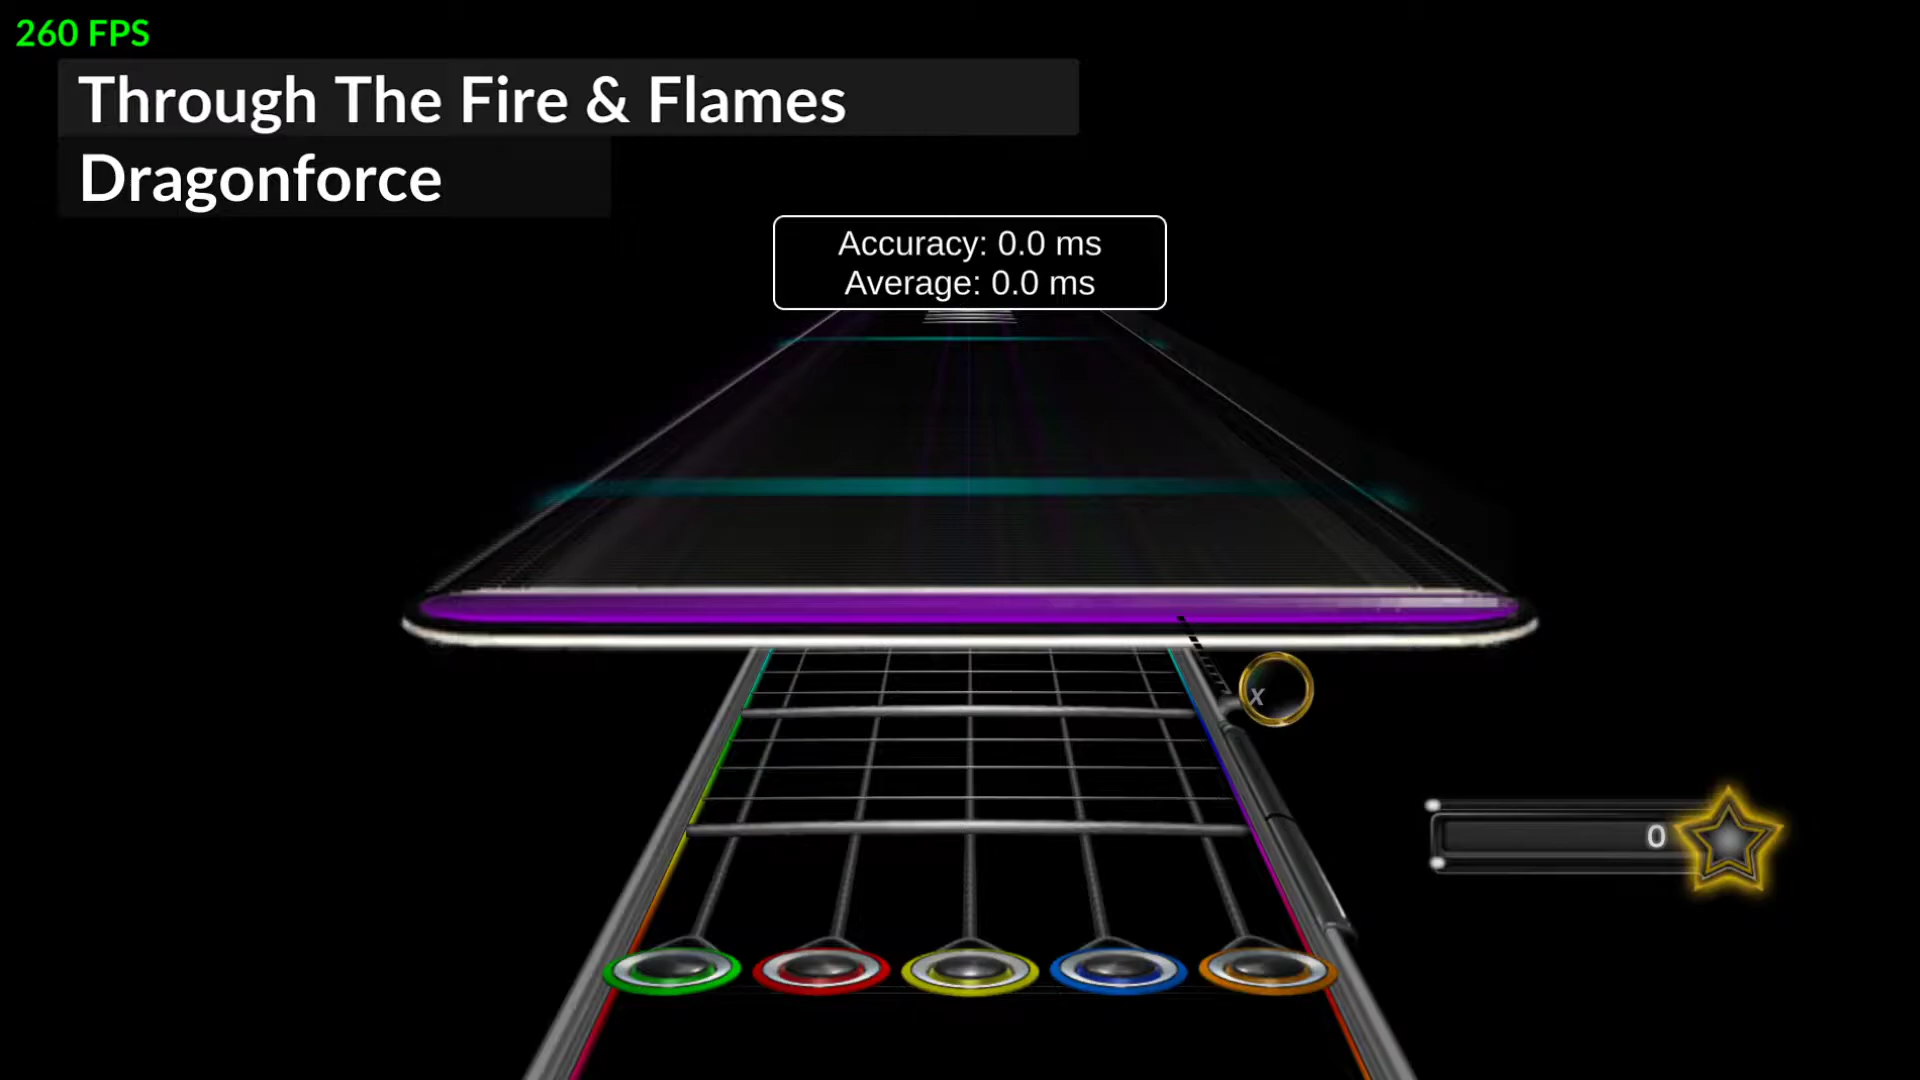 260 FPS
Through The Fire & Flames
Dragonforce
Accuracy: 0.0 ms
Average: 0.0 ms
x
0